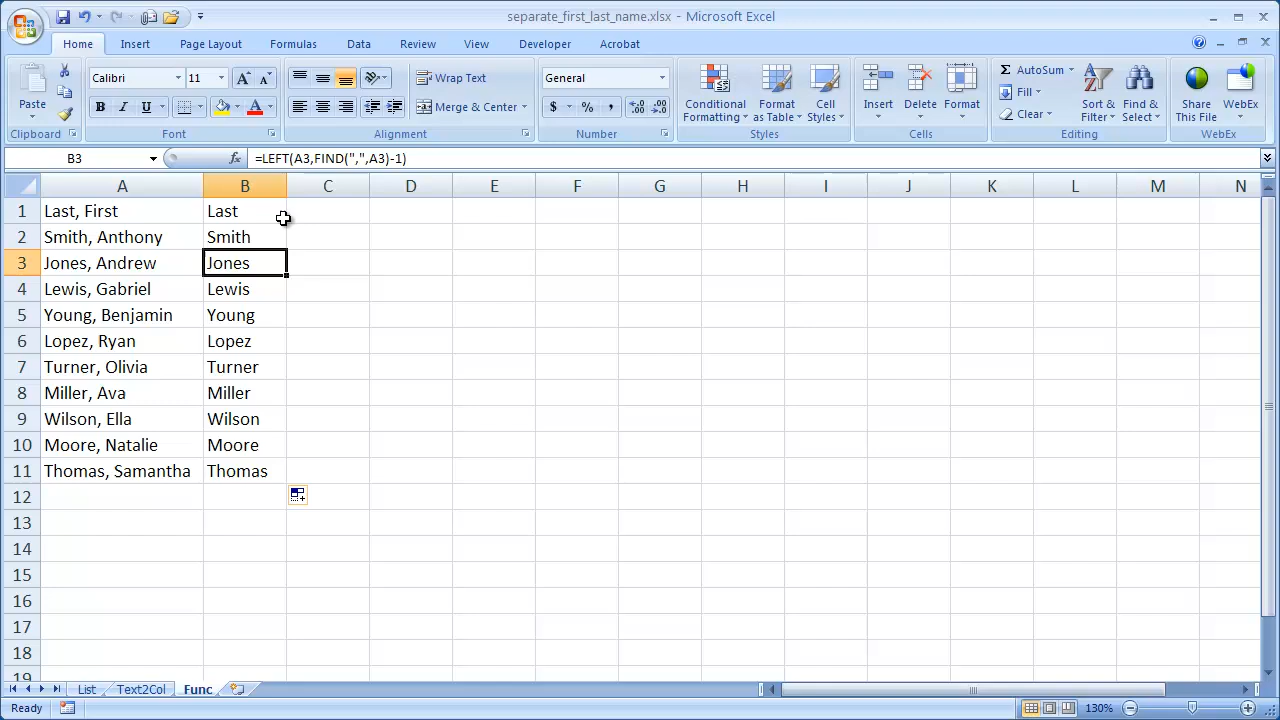 separate_first_last_name.xlsx - Microsoft Excel
Home Insert Page Layout Formulas Data Review View Developer Acrobat
Paste
Clipboard
Calibri 11
B I U
Font
Wrap Text
Merge & Center
Alignment
General
$ % , .0 .00 .00 .0
Number
Conditional Formatting
Format as Table
Cell Styles
Styles
Insert Delete Format
Cells
Σ AutoSum
Fill
Clear
Sort & Filter
Find & Select
Editing
Share This File
WebEx
WebEx
B3 fx =LEFT(A3,FIND(",",A3)-1)
A B C D E F G H I J K L M N
1 Last, First Last
2 Smith, Anthony Smith
3 Jones, Andrew Jones
4 Lewis, Gabriel Lewis
5 Young, Benjamin Young
6 Lopez, Ryan Lopez
7 Turner, Olivia Turner
8 Miller, Ava Miller
9 Wilson, Ella Wilson
10 Moore, Natalie Moore
11 Thomas, Samantha Thomas
12
13
14
15
16
17
18
19
List Text2Col Func
Ready 130%